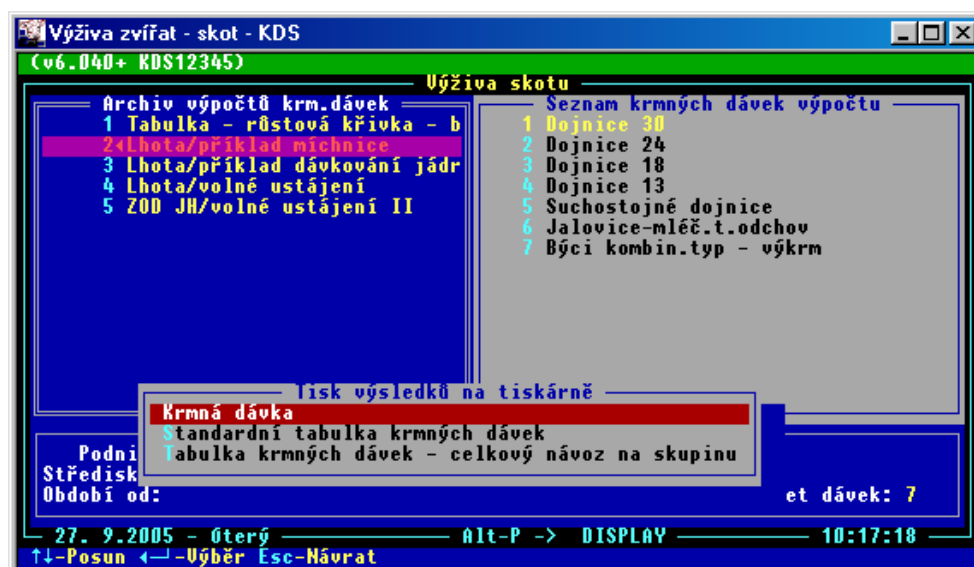 Výživa zvířat - skot - KDS
(v6.040+ KDS12345)
Výživa skotu
Archiv výpočtů krm.dávek
1 Tabulka - růstová křivka - b
2◄Lhota/příklad míchnice
3 Lhota/příklad dávkování jádr
4 Lhota/volné ustájení
5 ZOD JH/volné ustájení II
Seznam krmných dávek výpočtu
1 Dojnice 30
2 Dojnice 24
3 Dojnice 18
4 Dojnice 13
5 Suchostojné dojnice
6 Jalovice-mléč.t.odchov
7 Býci kombin.typ - výkrm
Tisk výsledků na tiskárně
Krmná dávka
Standardní tabulka krmných dávek
Tabulka krmných dávek - celkový návoz na skupinu
Podni
Středisk
Období od: et dávek: 7
27. 9.2005 - úterý Alt-P -> DISPLAY 10:17:18
↑↓-Posun ◄─┘-Výběr Esc-Návrat